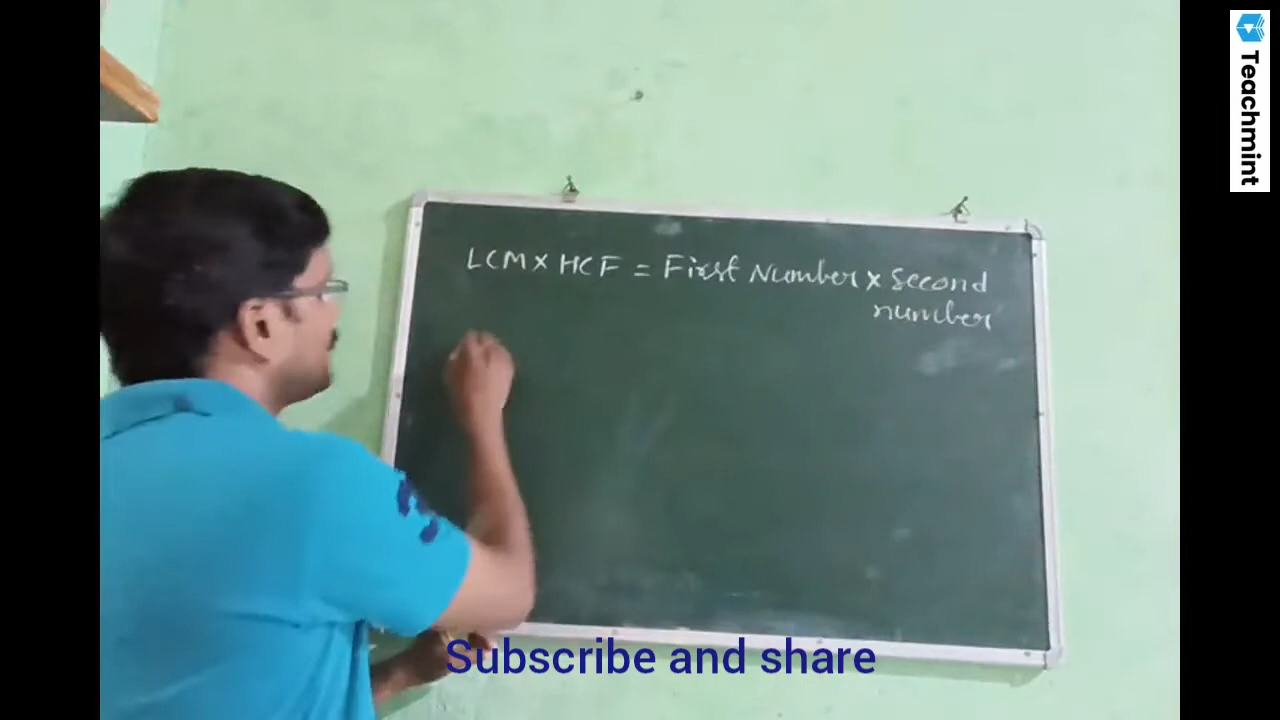 LCM × HCF = First Number × Second
number
Subscribe and share
Teachmint